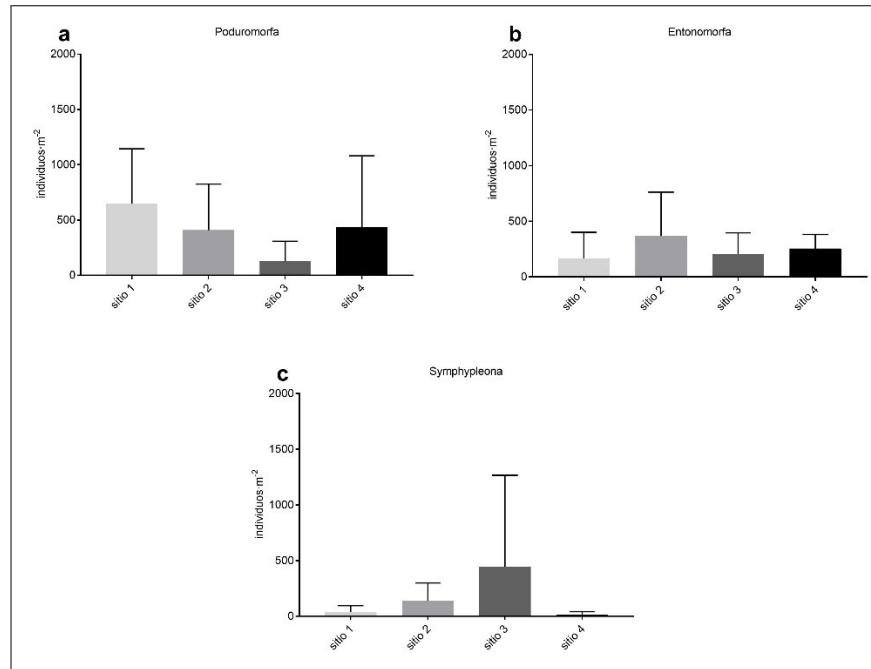 a
Poduromorfa
2000
1500
1000
500
0
individuos·m-2
sitio 1
sitio 2
sitio 3
sitio 4
b
Entonomorfa
2000
1500
1000
500
0
individuos·m-2
sitio 1
sitio 2
sitio 3
sitio 4
c
Symphypleona
2000
1500
1000
500
0
individuos·m-2
sitio 1
sitio 2
sitio 3
sitio 4